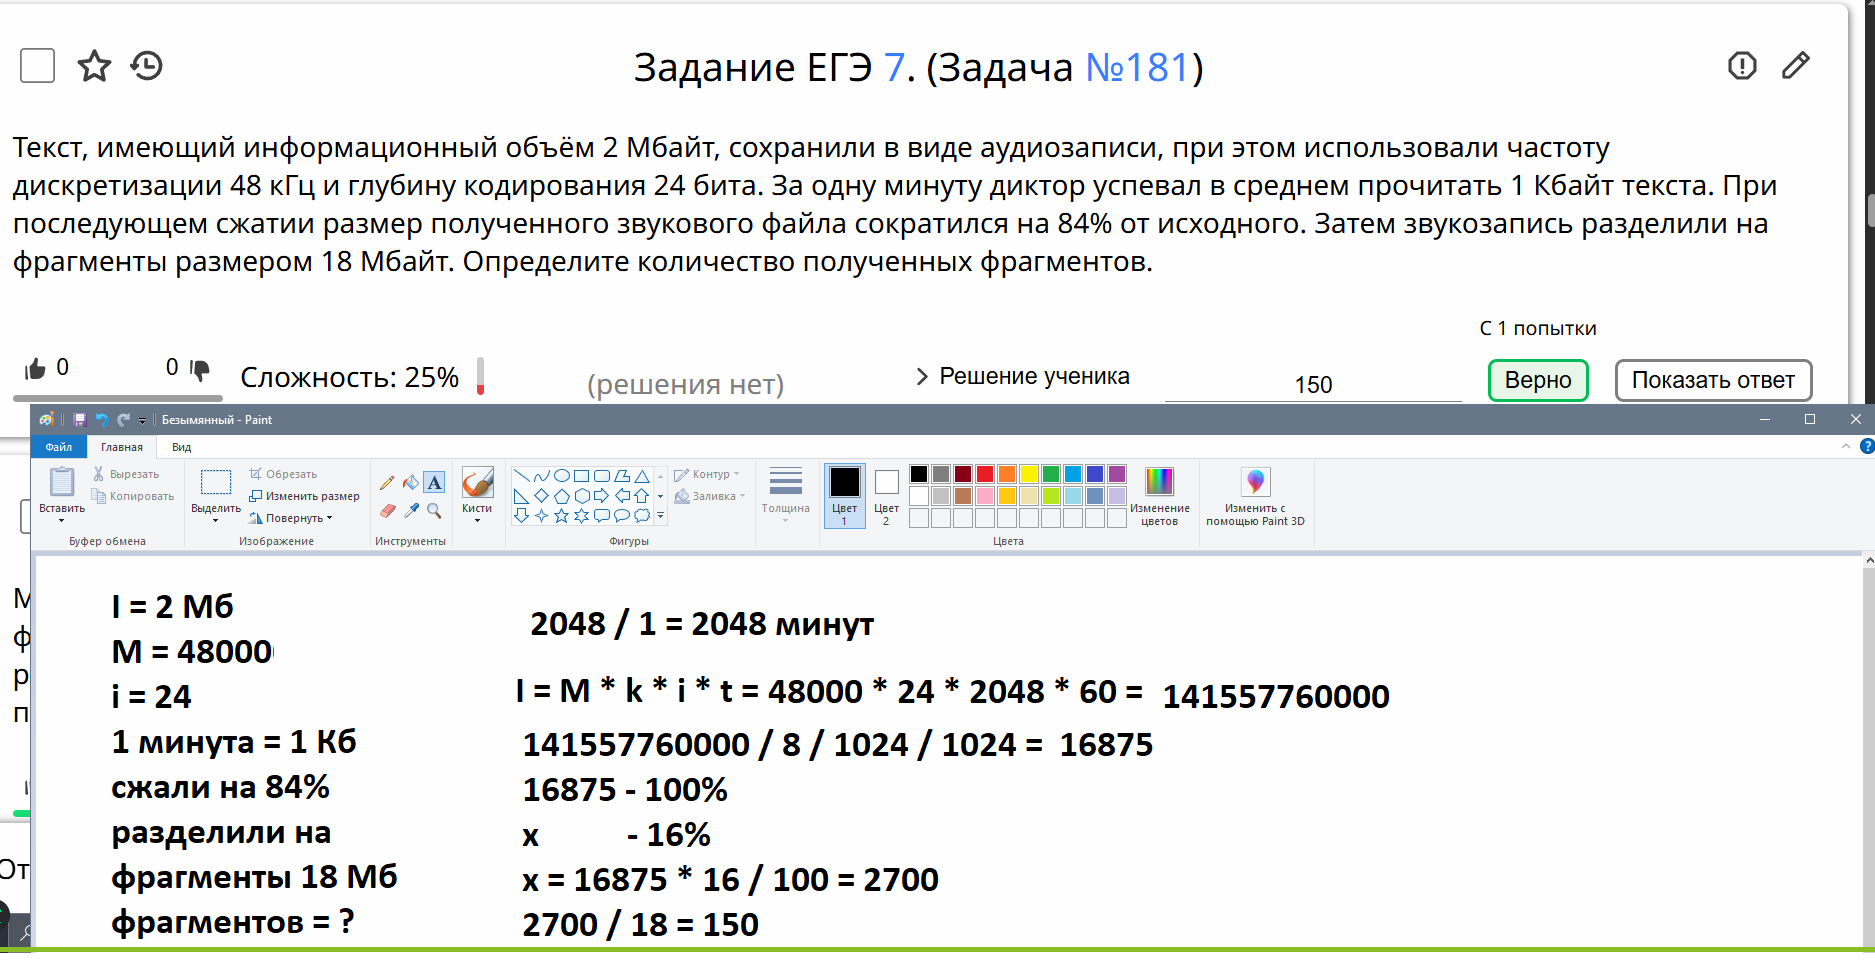 Задание ЕГЭ 7. (Задача №181)
Текст, имеющий информационный объём 2 Мбайт, сохранили в виде аудиозаписи, при этом использовали частоту
дискретизации 48 кГц и глубину кодирования 24 бита. За одну минуту диктор успевал в среднем прочитать 1 Кбайт текста. При
последующем сжатии размер полученного звукового файла сократился на 84% от исходного. Затем звукозапись разделили на
фрагменты размером 18 Мбайт. Определите количество полученных фрагментов.
С 1 попытки
0
0
Сложность: 25%
(решения нет)
Решение ученика
150
Верно
Показать ответ
Безымянный - Paint
Файл
Главная
Вид
Вставить
Вырезать
Копировать
Буфер обмена
Выделить
Обрезать
Изменить размер
Повернуть
Изображение
A
Инструменты
Кисти
Фигуры
Контур
Заливка
Толщина
Цвет
1
Цвет
2
Цвета
Изменение
цветов
Изменить с
помощью Paint 3D
I = 2 Мб
M = 48000
i = 24
1 минута = 1 Кб
сжали на 84%
разделили на
фрагменты 18 Мб
фрагментов = ?
2048 / 1 = 2048 минут
I = M * k * i * t = 48000 * 24 * 2048 * 60 = 141557760000
141557760000 / 8 / 1024 / 1024 = 16875
16875 - 100%
x - 16%
x = 16875 * 16 / 100 = 2700
2700 / 18 = 150
От